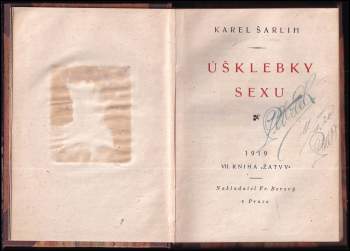 KAREL ŠARLIH
ÚŠKLEBKY
SEXU
1919
VII. KNIHA „ŽATVY“
Nakladatel Fr. Borový
v Praze